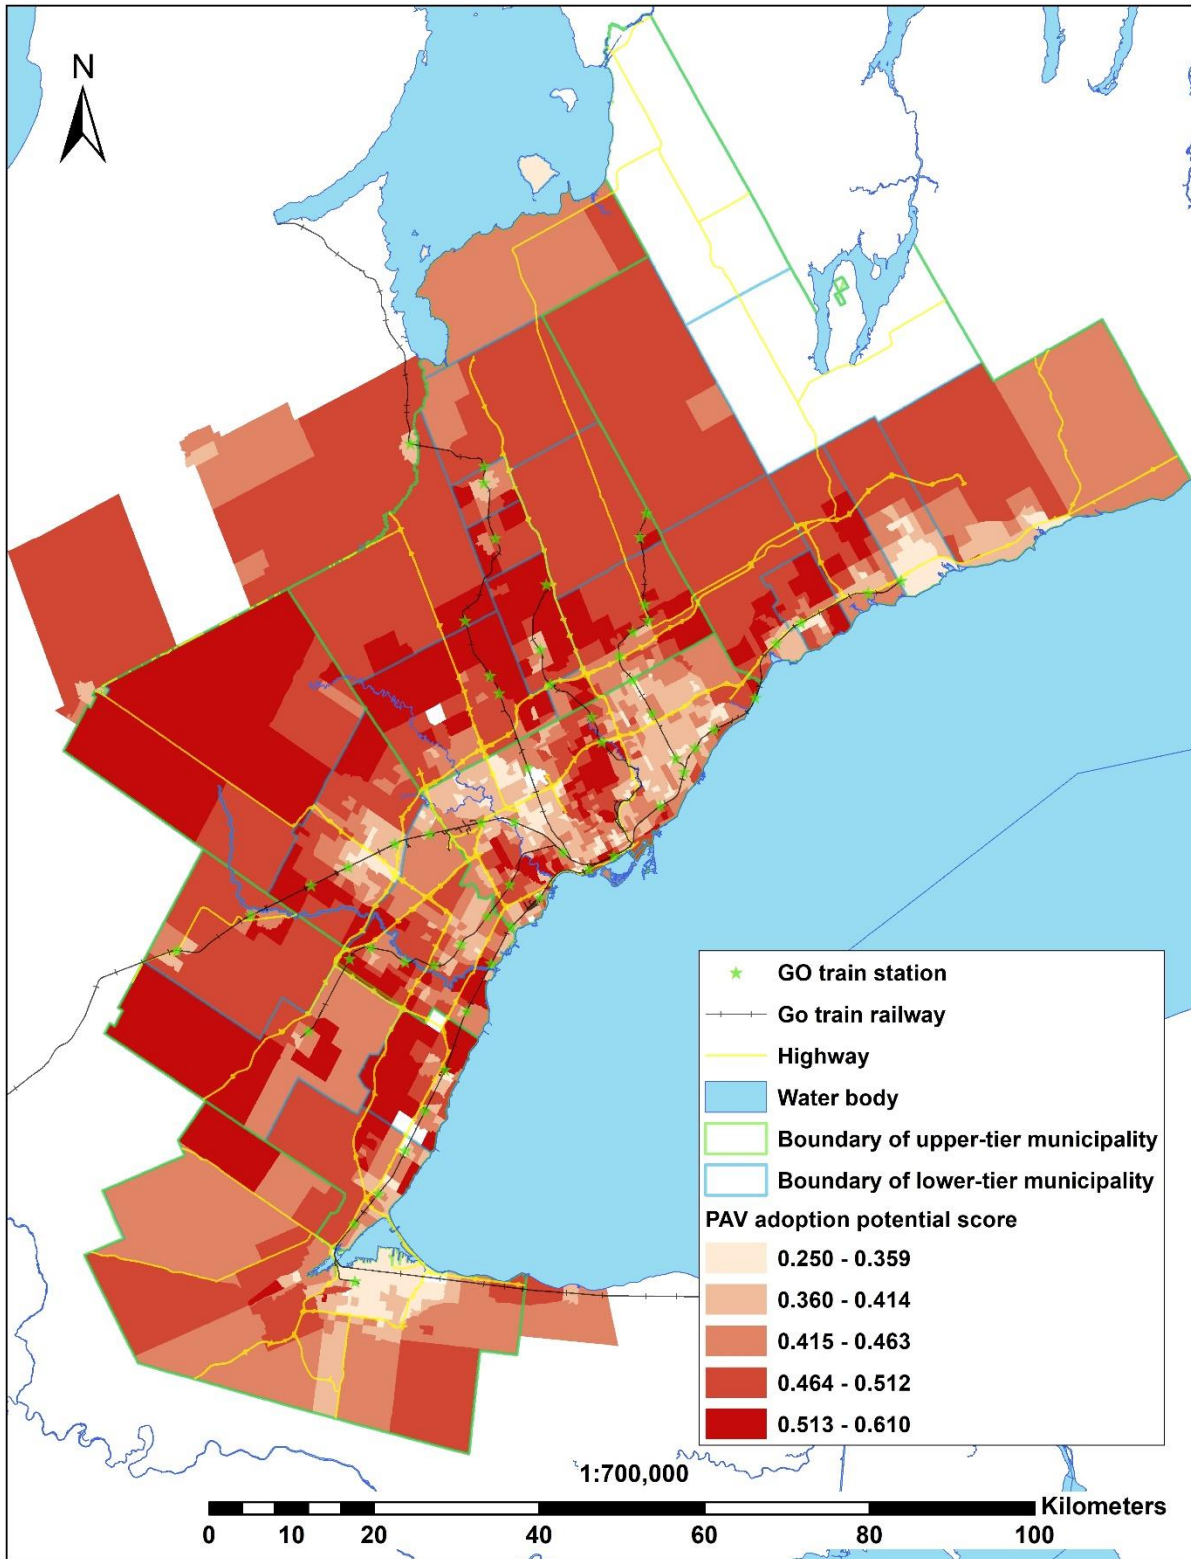 N
GO train station
Go train railway
Highway
Water body
Boundary of upper-tier municipality
Boundary of lower-tier municipality
PAV adoption potential score
0.250 - 0.359
0.360 - 0.414
0.415 - 0.463
0.464 - 0.512
0.513 - 0.610
1:700,000
Kilometers
0 10 20 40 60 80 100